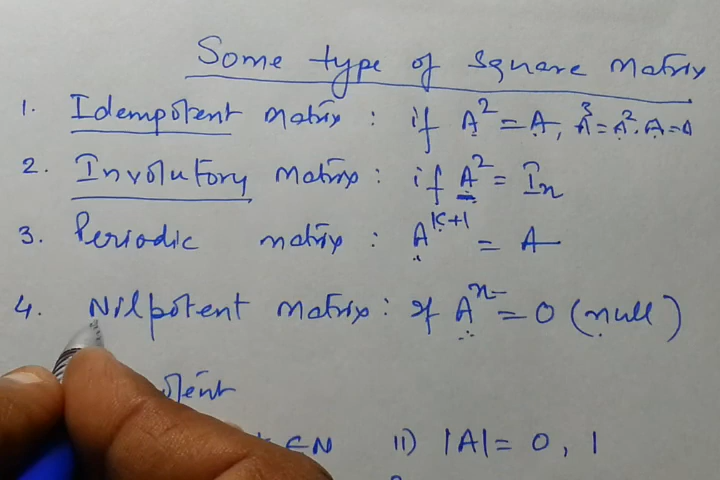 Some type of square matrix
1. Idempotent matrix : if A² = A, A³ = A². A = A
2. Involutory matrix : if A² = In
3. Periodic matrix : A^K+1 = A
4. Nilpotent matrix : if A^n = 0 (null)
otent
∈ N ii) |A| = 0, 1